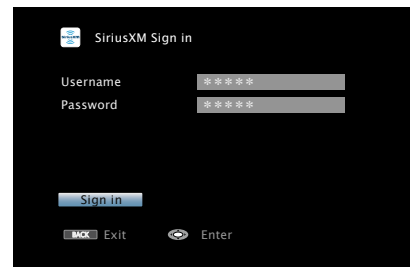 SiriusXM Sign in
Username *****
Password *****
Sign in
BACK Exit Enter